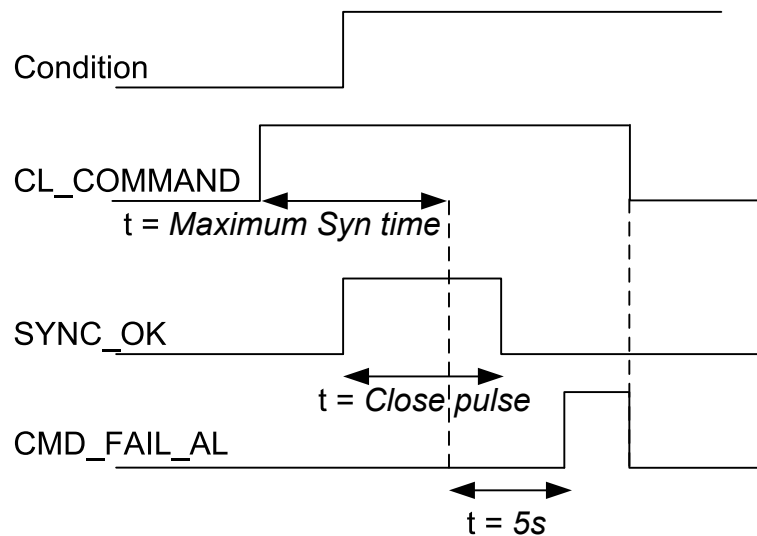 Condition
CL_COMMAND
t = Maximum Syn time
SYNC_OK
t = Close pulse
CMD_FAIL_AL
t = 5s